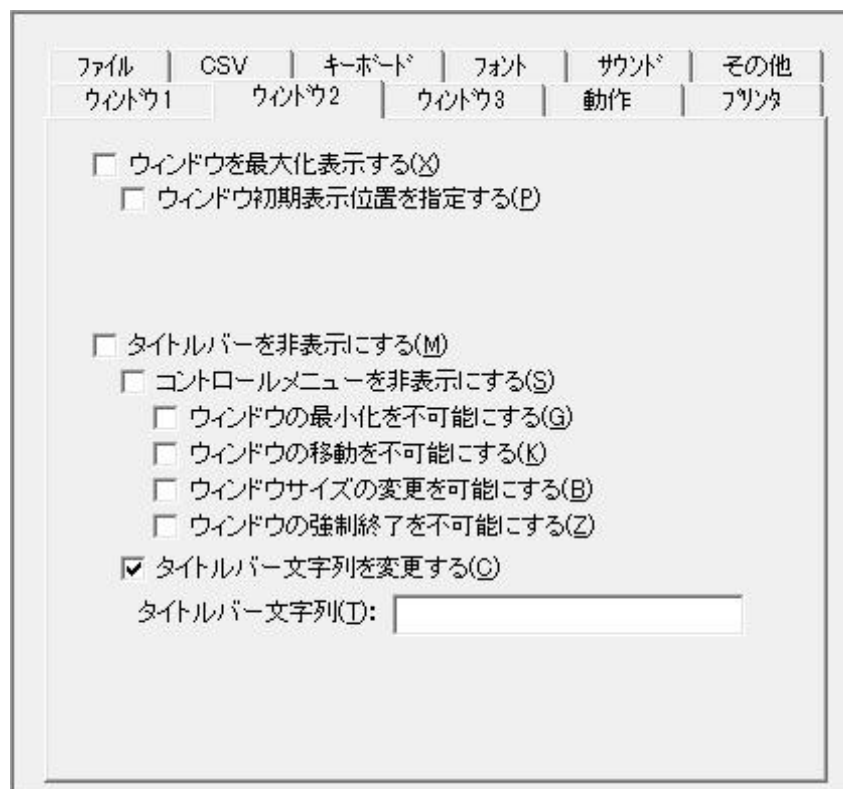 ファイル CSV キーボード フォント サウンド その他
ウィンドウ1 ウィンドウ2 ウィンドウ3 動作 プリンタ
ウィンドウを最大化表示する(X)
ウィンドウ初期表示位置を指定する(P)
タイトルバーを非表示にする(M)
コントロールメニューを非表示にする(S)
ウィンドウの最小化を不可能にする(G)
ウィンドウの移動を不可能にする(K)
ウィンドウサイズの変更を可能にする(B)
ウィンドウの強制終了を不可能にする(Z)
タイトルバー文字列を変更する(C)
タイトルバー文字列(T):